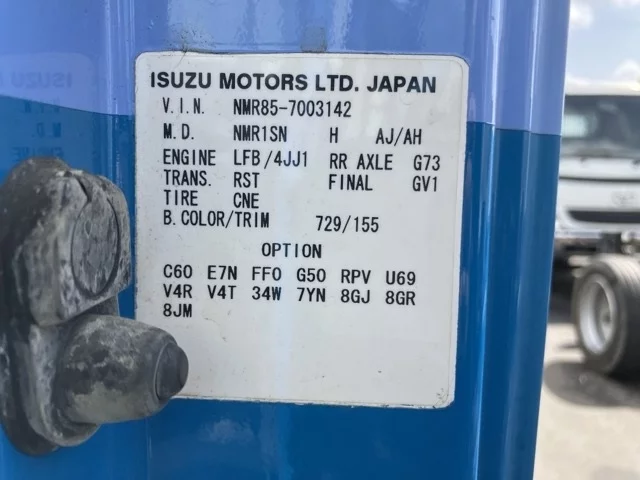 ISUZU MOTORS LTD. JAPAN
V.I.N. NMR85-7003142
M.D. NMR1SN H AJ/AH
ENGINE LFB/4JJ1 RR AXLE G73
TRANS. RST FINAL GV1
TIRE CNE
B.COLOR/TRIM 729/155
OPTION
C60 E7N FF0 G50 RPV U69
V4R V4T 34W 7YN 8GJ 8GR
8JM